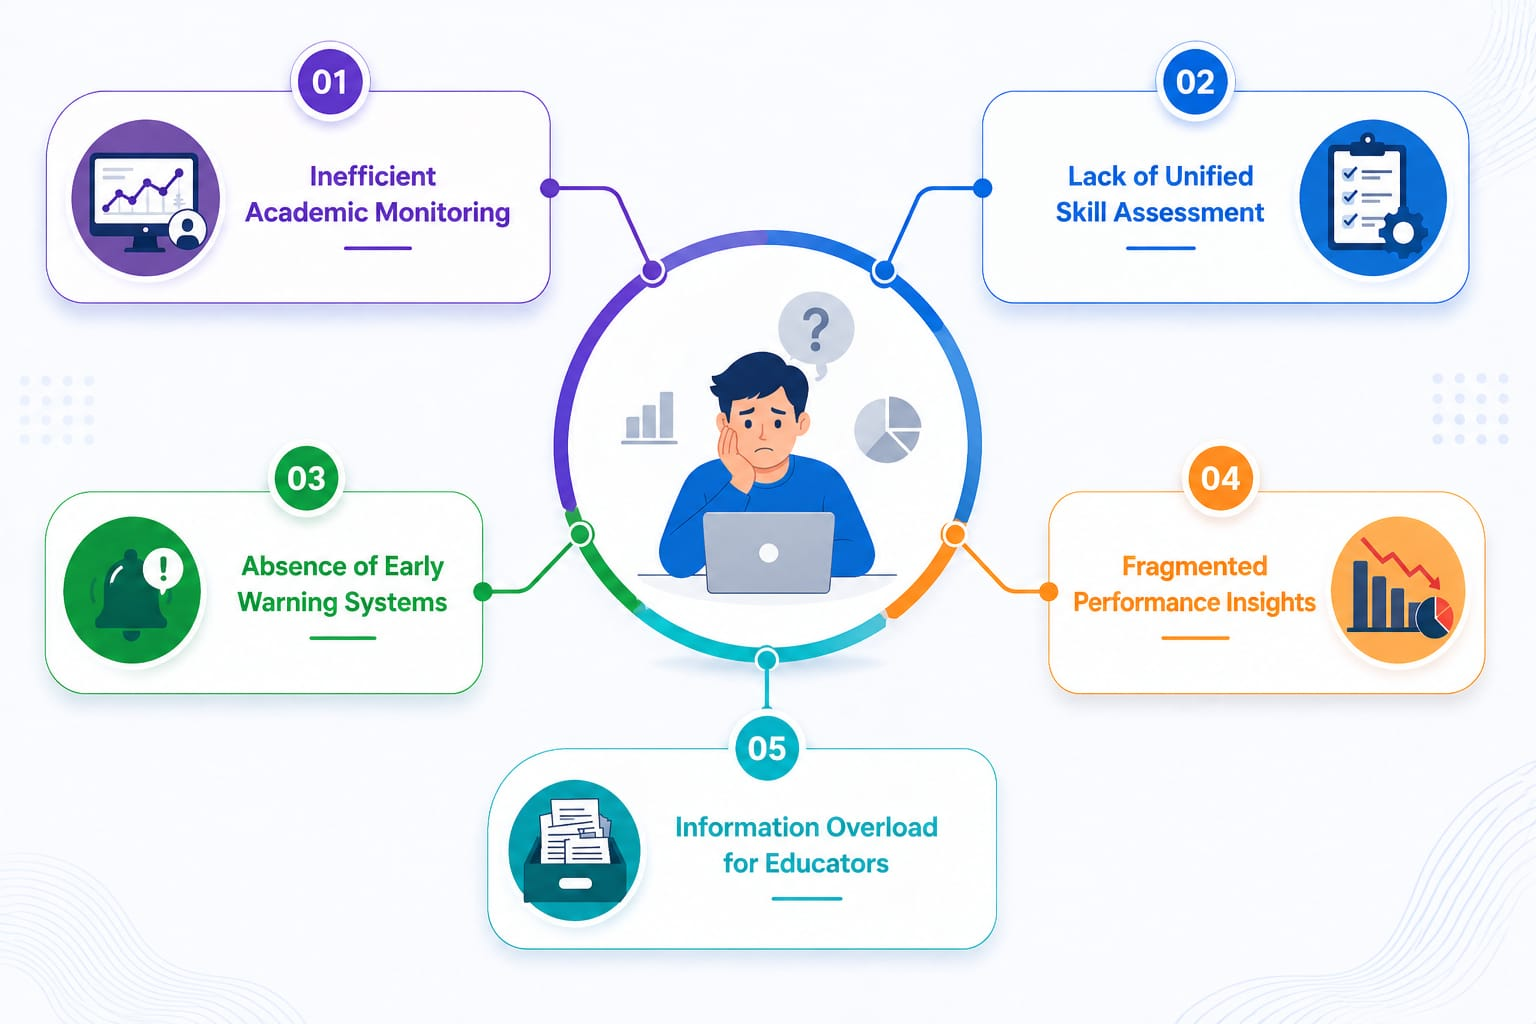 01
Inefficient
Academic Monitoring
02
Lack of Unified
Skill Assessment
?
03
!
Absence of Early
Warning Systems
04
Fragmented
Performance Insights
05
Information Overload
for Educators